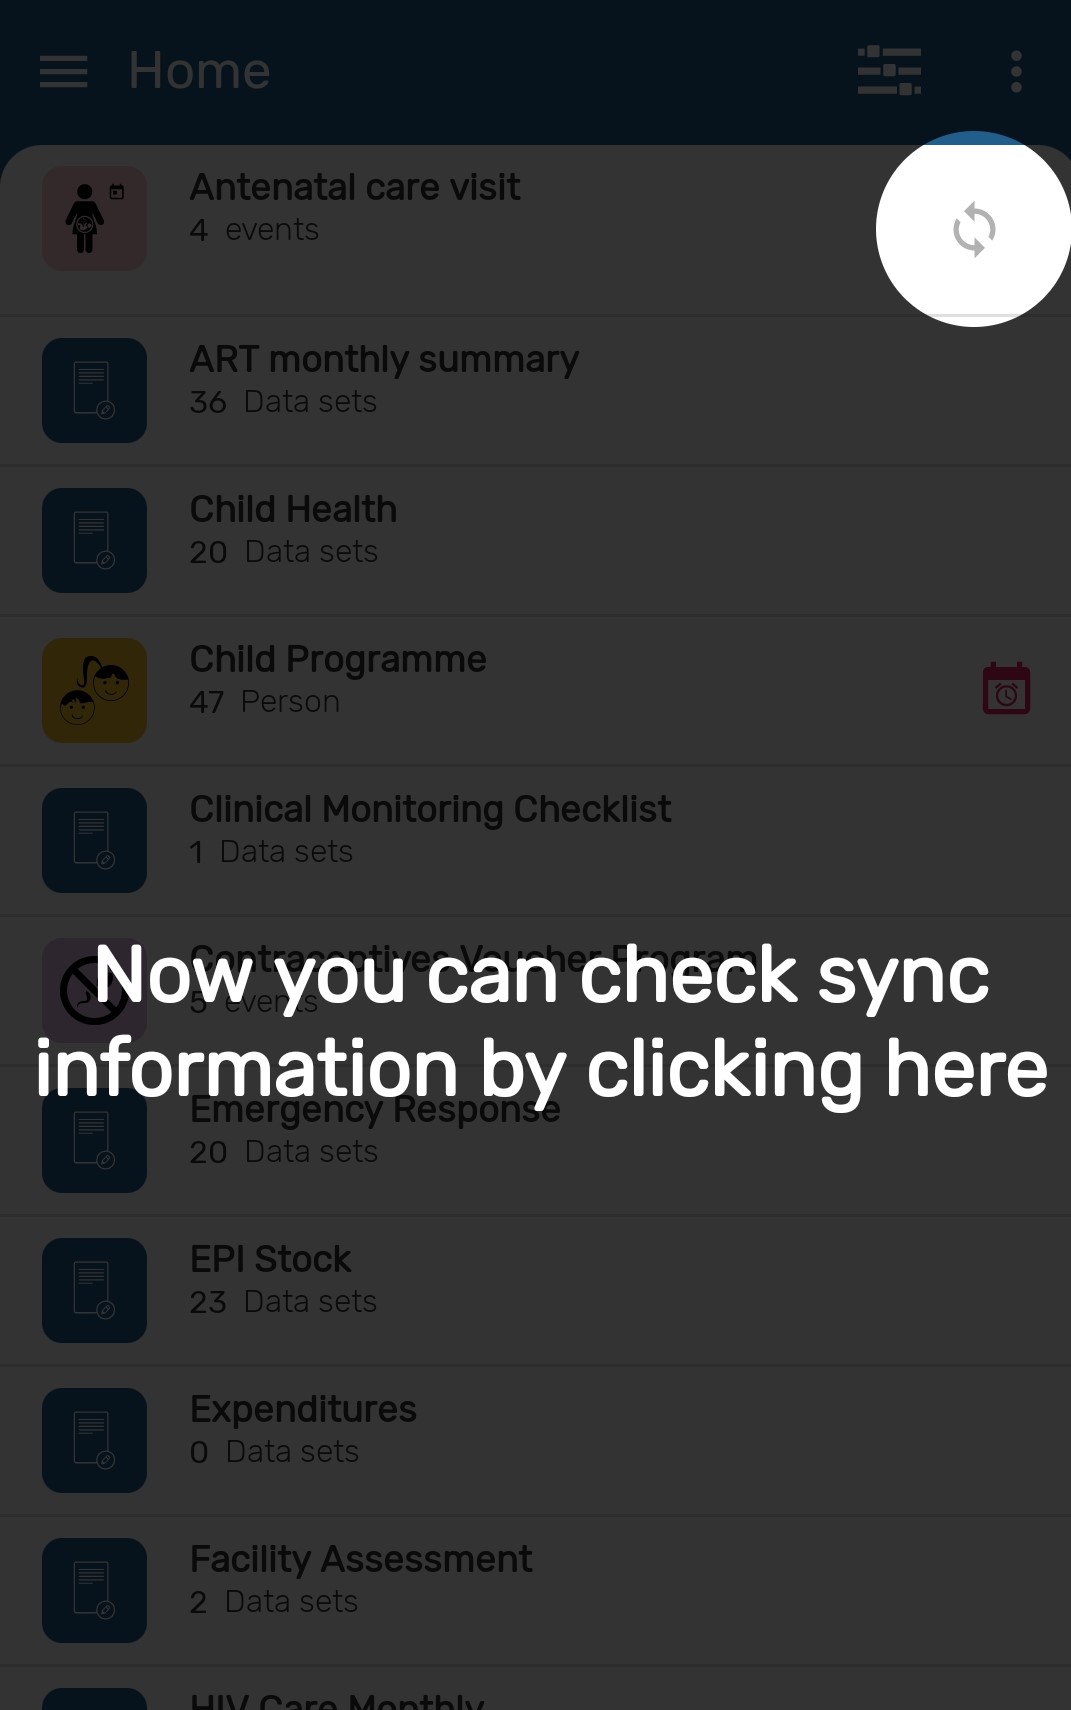 Home
Antenatal care visit
4 events
ART monthly summary
36 Data sets
Child Health
20 Data sets
Child Programme
47 Person
Clinical Monitoring Checklist
1 Data sets
Contraceptives Voucher Program
5 events
Now you can check sync
information by clicking here
Emergency Response
20 Data sets
EPI Stock
23 Data sets
Expenditures
0 Data sets
Facility Assessment
2 Data sets
HIV Care Monthly